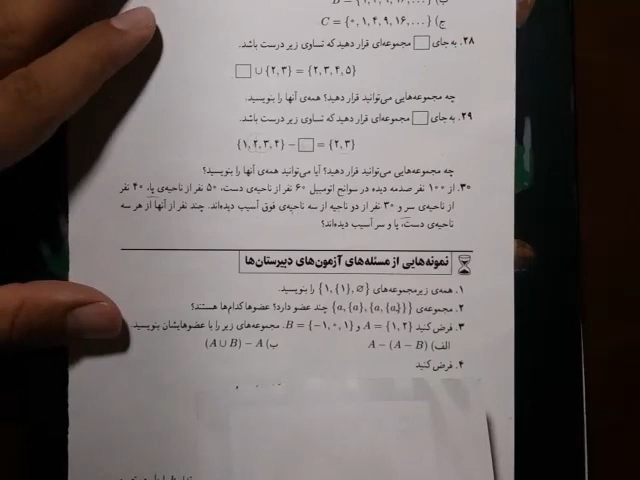 ب) B = {۱, ۲, ۹, ۱۶, ...}
ج) C = {۰, ۱, ۴, ۹, ۱۶, ...}
۲۸. به جای □ مجموعه‌ای قرار دهید که تساوی زیر درست باشد.
□ ∪ {۲, ۳} = {۲, ۳, ۴, ۵}
چه مجموعه‌هایی می‌توانید قرار دهید؟ همه‌ی آنها را بنویسید.
۲۹. به جای □ مجموعه‌ای قرار دهید که تساوی زیر درست باشد.
{۱, ۲, ۳, ۴} − □ = {۲, ۳}
چه مجموعه‌هایی می‌توانید قرار دهید؟ آیا می‌توانید همه‌ی آنها را بنویسید؟
۳۰. از ۱۰۰ نفر صدمه دیده در سوانح اتومبیل ۶۰ نفر از ناحیه‌ی دست، ۵۰ نفر از ناحیه‌ی پا، ۴۰ نفر
از ناحیه‌ی سر و ۳۰ نفر از دو ناحیه از سه ناحیه‌ی فوق آسیب دیده‌اند. چند نفر از آنها از هر سه
ناحیه‌ی دست، پا و سر آسیب دیده‌اند؟
نمونه‌هایی از مسئله‌های آزمون‌های دبیرستان‌ها
۱. همه‌ی زیرمجموعه‌های {۱, {۱}, ∅} را بنویسید.
۲. مجموعه‌ی {a, {a}, {a, {a}}} چند عضو دارد؟ عضوها کدام‌ها هستند؟
۳. فرض کنید A = {۱, ۲} و B = {−۱, ۰, ۱}. مجموعه‌های زیر را با عضوهایشان بنویسید.
الف) A − (A − B) ب) (A ∪ B) − A
۴. فرض کنید